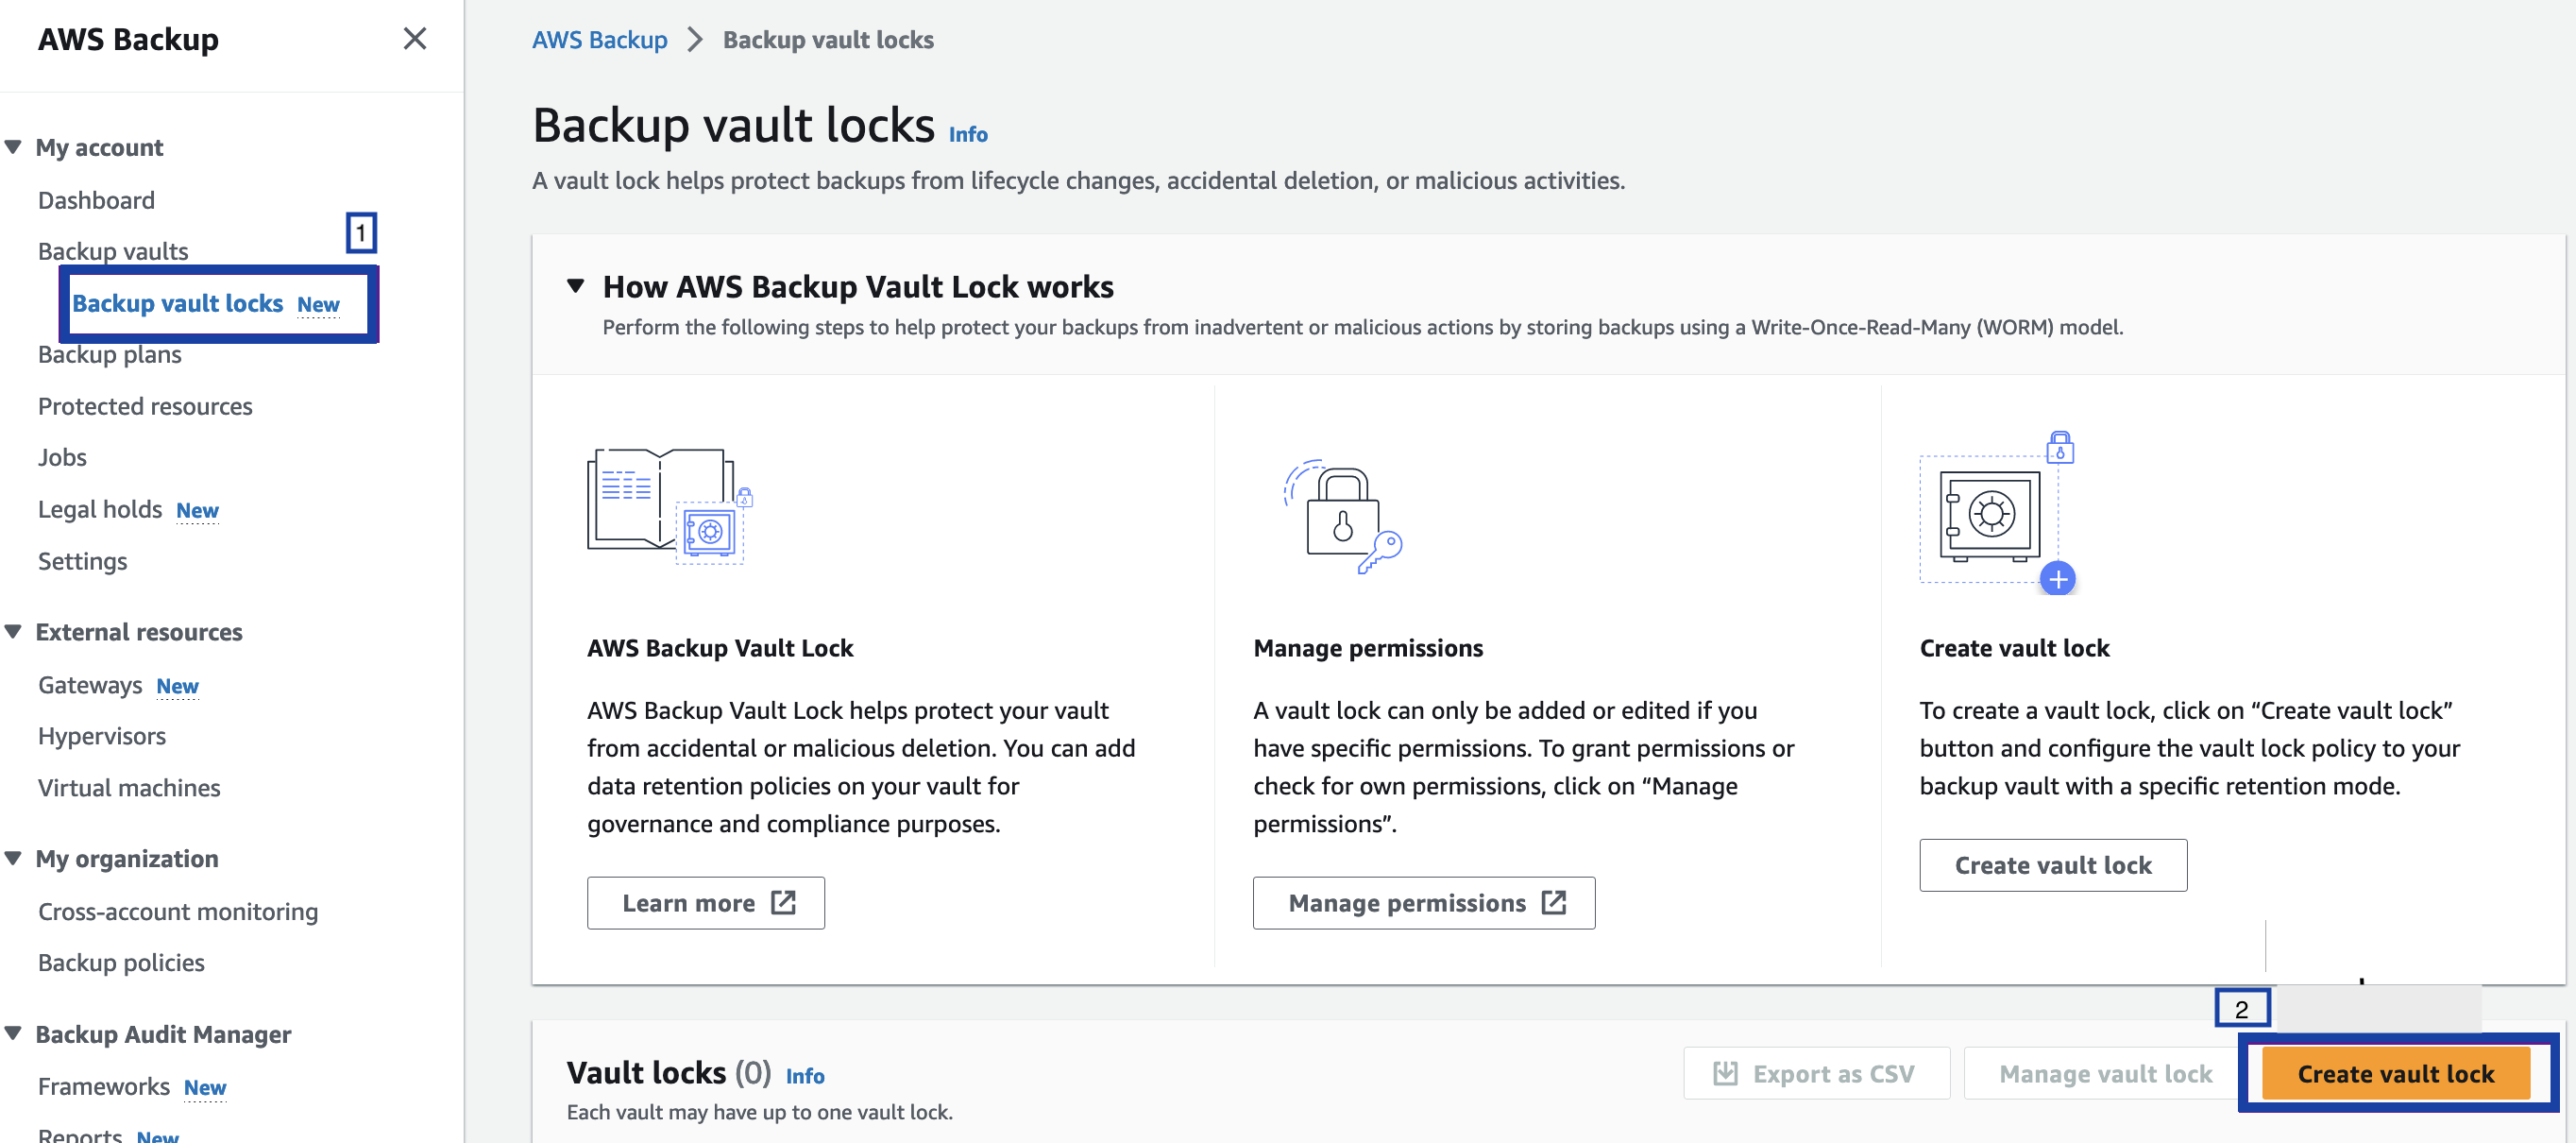 AWS Backup
My account
Dashboard
Backup vaults
1
Backup vault locks New
Backup plans
Protected resources
Jobs
Legal holds New
Settings
External resources
Gateways New
Hypervisors
Virtual machines
My organization
Cross-account monitoring
Backup policies
Backup Audit Manager
Frameworks New
Reports New
AWS Backup > Backup vault locks
Backup vault locks Info
A vault lock helps protect backups from lifecycle changes, accidental deletion, or malicious activities.
How AWS Backup Vault Lock works
Perform the following steps to help protect your backups from inadvertent or malicious actions by storing backups using a Write-Once-Read-Many (WORM) model.
AWS Backup Vault Lock
AWS Backup Vault Lock helps protect your vault
from accidental or malicious deletion. You can add
data retention policies on your vault for
governance and compliance purposes.
Learn more
Manage permissions
A vault lock can only be added or edited if you
have specific permissions. To grant permissions or
check for own permissions, click on “Manage
permissions”.
Manage permissions
Create vault lock
To create a vault lock, click on “Create vault lock”
button and configure the vault lock policy to your
backup vault with a specific retention mode.
Create vault lock
2
Vault locks (0) Info
Each vault may have up to one vault lock.
Export as CSV
Manage vault lock
Create vault lock